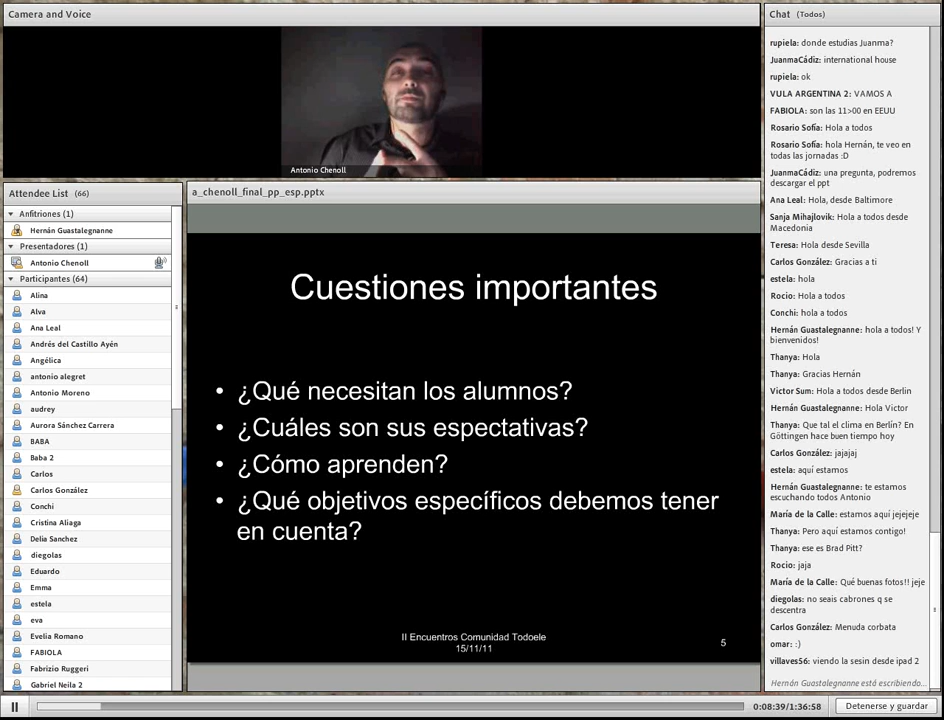 Camera and Voice
Antonio Chenoll
Attendee List (66)
Anfitriones (1)
Hernán Guastalegnanne
Presentadores (1)
Antonio Chenoll
Participantes (64)
Alina
Alva
Ana Leal
Andrés del Castillo Ayén
Angélica
antonio alegret
Antonio Moreno
audrey
Aurora Sánchez Carrera
BABA
Baba 2
Carlos
Carlos González
Conchi
Cristina Aliaga
Delia Sanchez
diegolas
Eduardo
Emma
estela
eva
Evelia Romano
FABIOLA
Fabrizio Ruggeri
Gabriel Neila 2
a_chenoll_final_pp_esp.pptx
Cuestiones importantes
• ¿Qué necesitan los alumnos?
• ¿Cuáles son sus espectativas?
• ¿Cómo aprenden?
• ¿Qué objetivos específicos debemos tener
en cuenta?
II Encuentros Comunidad Todoele
15/11/11
5
Chat (Todos)
rupiela: donde estudias Juanma?
JuanmaCádiz: international house
rupiela: ok
VULA ARGENTINA 2: VAMOS A
FABIOLA: son las 11>00 en EEUU
Rosario Sofía: Hola a todos
Rosario Sofía: hola Hernán, te veo en
todas las jornadas :D
JuanmaCádiz: una pregunta, podremos
descargar el ppt
Ana Leal: Hola, desde Baltimore
Sanja Mihajlovik: Hola a todos desde
Macedonia
Teresa: Hola desde Sevilla
Carlos González: Gracias a ti
estela: hola
Rocio: Hola a todos
Conchi: hola a todos
Hernán Guastalegnanne: hola a todos! Y
bienvenidos!
Thanya: Hola
Thanya: Gracias Hernán
Victor Sum: Hola a todos desde Berlin
Hernán Guastalegnanne: Hola Victor
Thanya: Que tal el clima en Berlín? En
Göttingen hace buen tiempo hoy
Carlos González: jajajaj
estela: aquí estamos
Hernán Guastalegnanne: te estamos
escuchando todos Antonio
María de la Calle: estamos aquí jejejeje
Thanya: Pero aquí estamos contigo!
Thanya: ese es Brad Pitt?
Rocio: jaja
María de la Calle: Qué buenas fotos!! jeje
diegolas: no seais cabrones q se
descentra
Carlos González: Menuda corbata
omar: :)
villaves56: viendo la sesin desde ipad 2
Hernán Guastalegnanne está escribiendo...
0:08:39/1:36:58
Detenerse y guardar